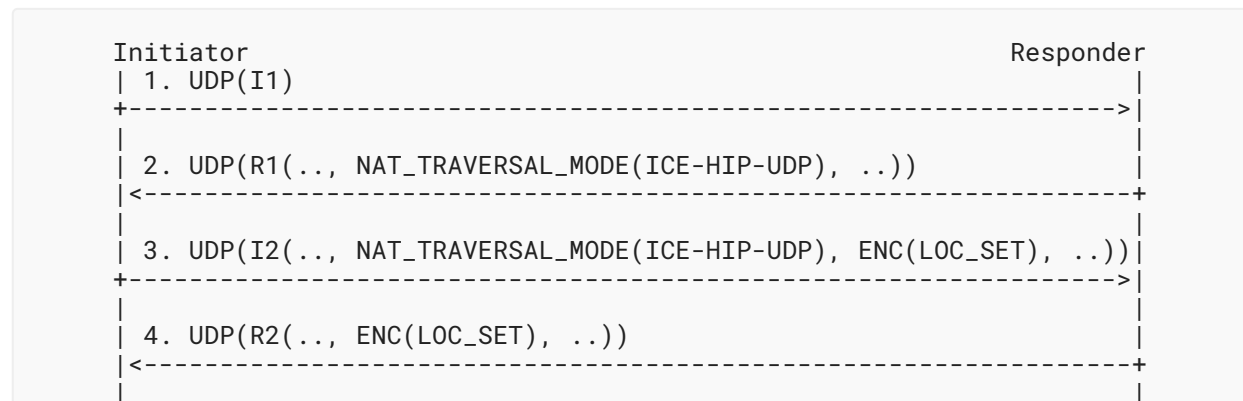 Initiator                                                   Responder
| 1. UDP(I1)                                                        |
+------------------------------------------------------------------>|
|                                                                   |
| 2. UDP(R1(.., NAT_TRAVERSAL_MODE(ICE-HIP-UDP), ..))               |
|<------------------------------------------------------------------+
|                                                                   |
| 3. UDP(I2(.., NAT_TRAVERSAL_MODE(ICE-HIP-UDP), ENC(LOC_SET), ..))|
+------------------------------------------------------------------>|
|                                                                   |
| 4. UDP(R2(.., ENC(LOC_SET), ..))                                  |
|<------------------------------------------------------------------+
|                                                                   |